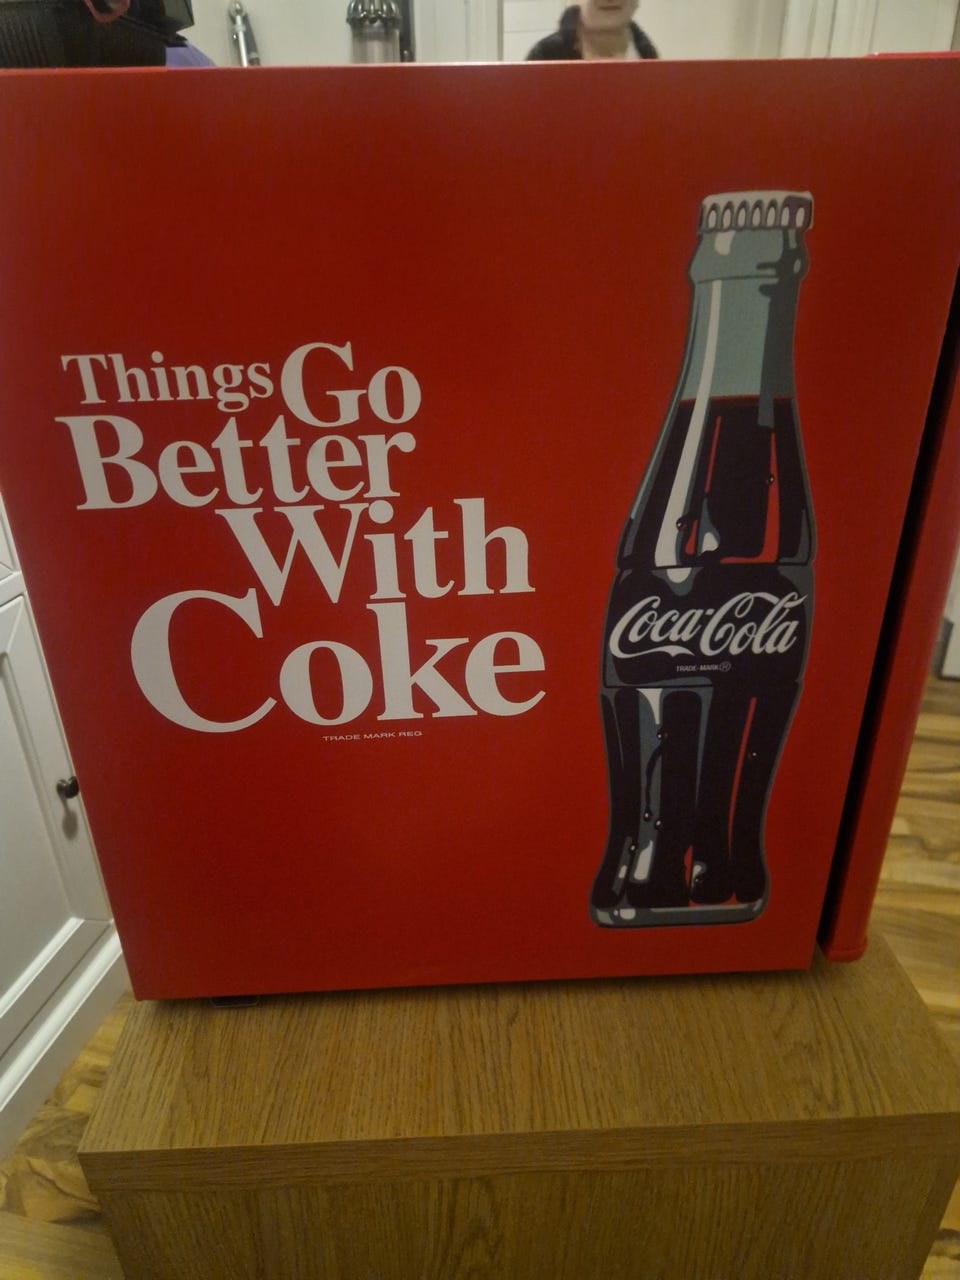 Things Go
Better
With
Coke
TRADE MARK REG
Coca-Cola
TRADE-MARK®